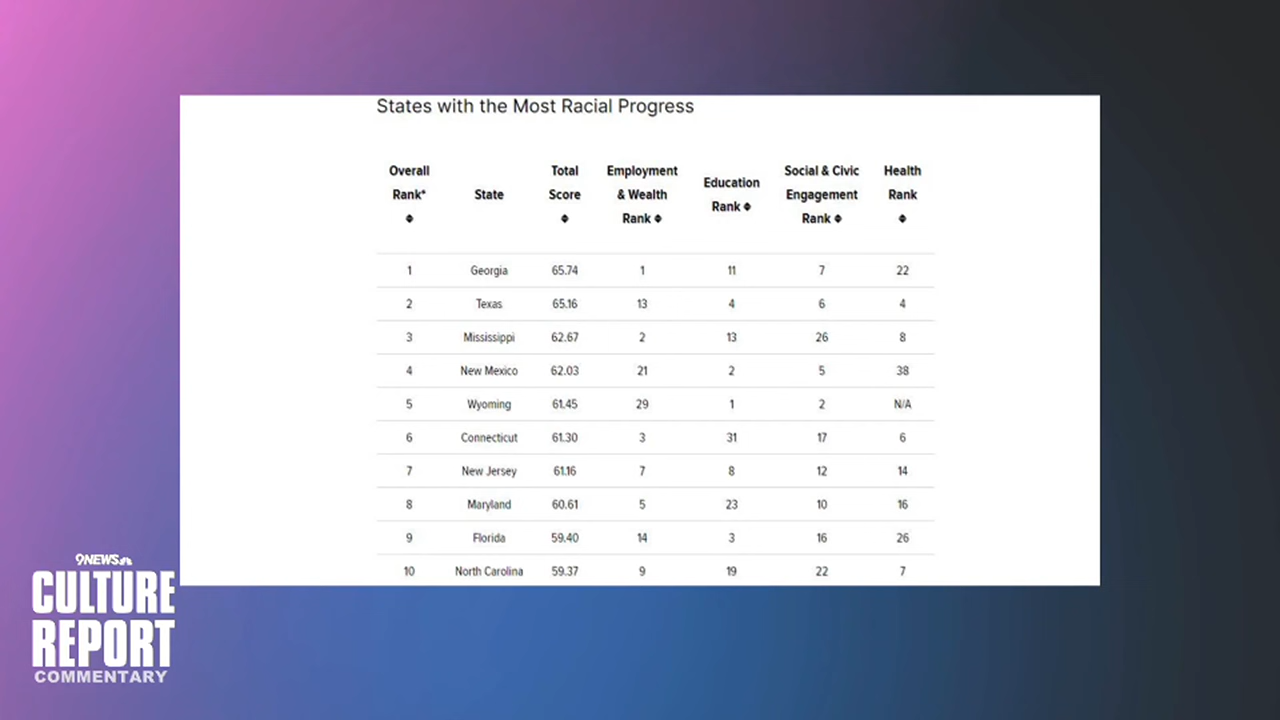 States with the Most Racial Progress
Overall Rank* State Total Score Employment & Wealth Rank Education Rank Social & Civic Engagement Rank Health Rank
1 Georgia 65.74 1 11 7 22
2 Texas 65.16 13 4 6 4
3 Mississippi 62.67 2 13 26 8
4 New Mexico 62.03 21 2 5 38
5 Wyoming 61.45 29 1 2 N/A
6 Connecticut 61.30 3 31 17 6
7 New Jersey 61.16 7 8 12 14
8 Maryland 60.61 5 23 10 16
9 Florida 59.40 14 3 16 26
10 North Carolina 59.37 9 19 22 7
9NEWS
CULTURE
REPORT
COMMENTARY